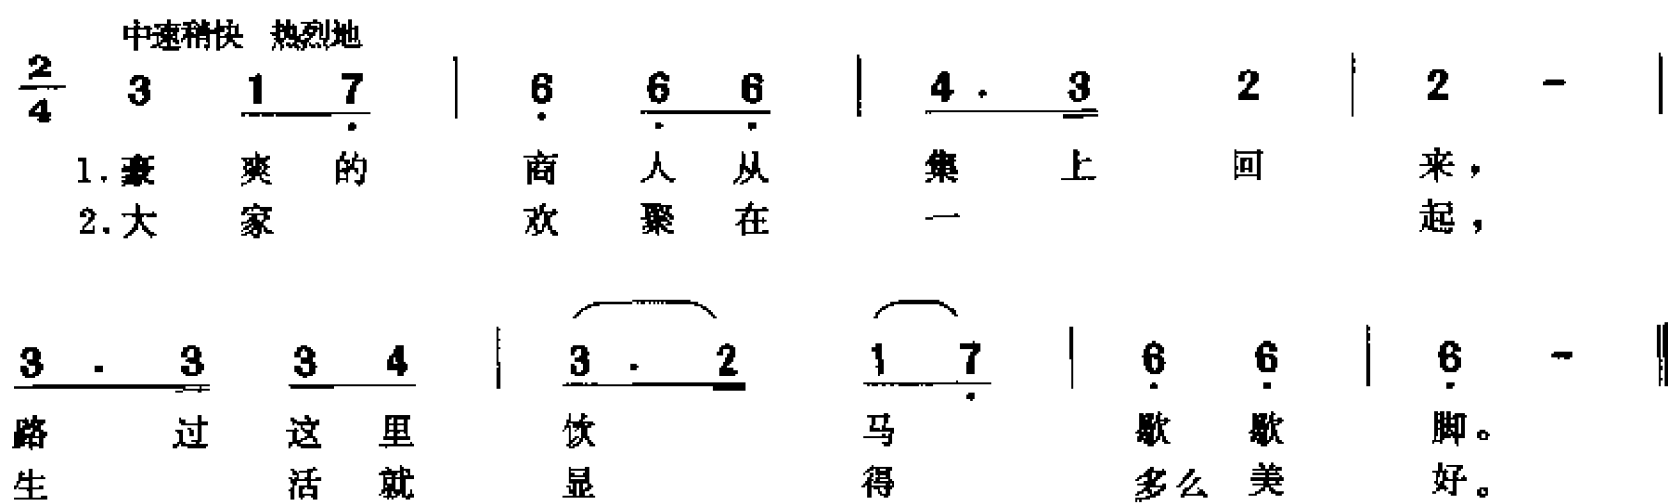 中速稍快 热烈地
2/4 3 1 7 | 6 6 6 | 4 . 3 2 | 2 - |
1.豪 爽 的 商 人 从 集 上 回 来，
2.大 家 欢 聚 在 一 起，
3 . 3 3 4 | 3 . 2 1 7 | 6 6 | 6 - ‖
路 过 这 里 饮 马 歇 歇 脚。
生 活 就 显 得 多么 美 好。